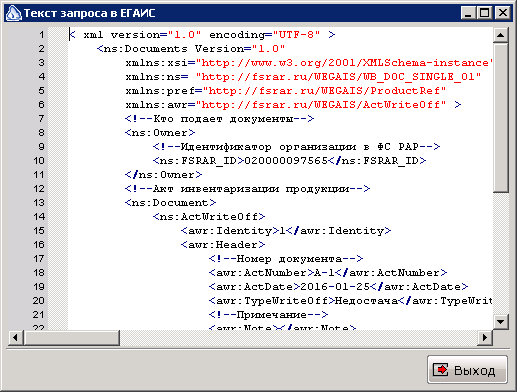 Текст запроса в ЕГАИС
1 < xml version="1.0" encoding="UTF-8" >
2 <ns:Documents Version="1.0"
3 xmlns:xsi="http://www.w3.org/2001/XMLSchema-instance"
4 xmlns:ns= "http://fsrar.ru/WEGAIS/WB_DOC_SINGLE_01"
5 xmlns:pref="http://fsrar.ru/WEGAIS/ProductRef"
6 xmlns:awr="http://fsrar.ru/WEGAIS/ActWriteOff" >
7 <!--Кто подает документы-->
8 <ns:Owner>
9 <!--Идентификатор организации в ФС РАР-->
10 <ns:FSRAR_ID>020000097565</ns:FSRAR_ID>
11 </ns:Owner>
12 <!--Акт инвентаризации продукции-->
13 <ns:Document>
14 <ns:ActWriteOff>
15 <awr:Identity>1</awr:Identity>
16 <awr:Header>
17 <!--Номер документа-->
18 <awr:ActNumber>А-1</awr:ActNumber>
19 <awr:ActDate>2016-01-25</awr:ActDate>
20 <awr:TypeWriteOff>Недостача</awr:TypeWrit
21 <!--Примечание-->
22 <awr:Note></awr:Note>
Выход